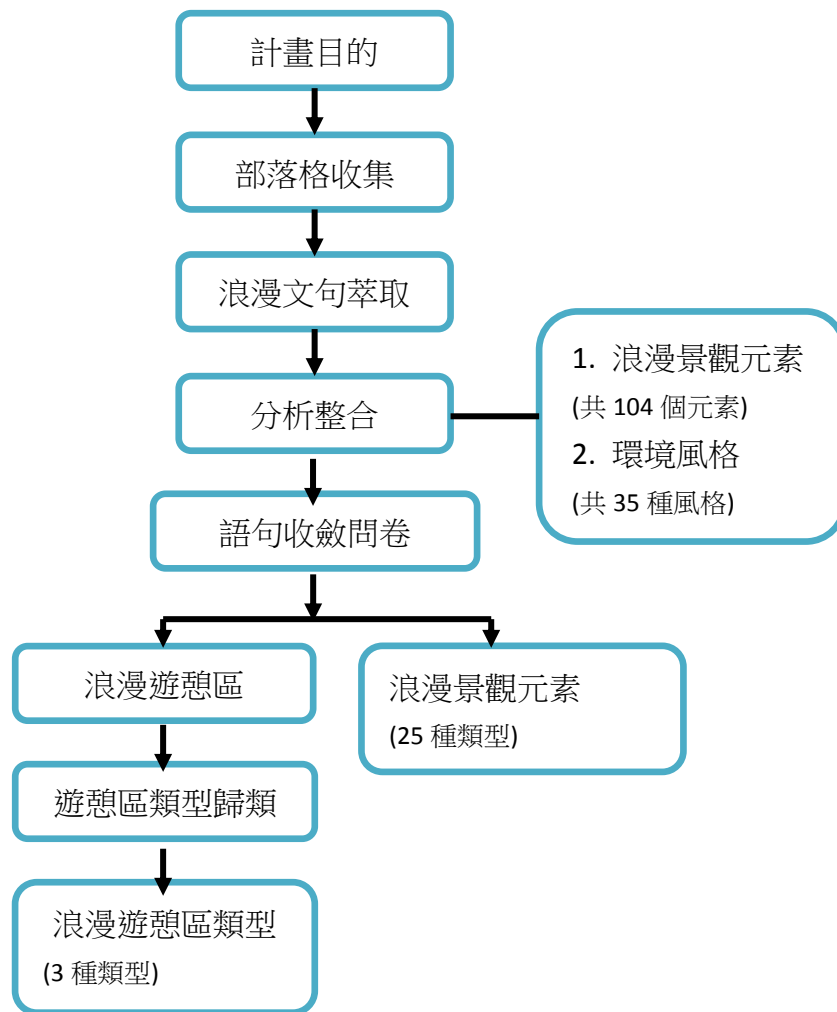 計畫目的
部落格收集
浪漫文句萃取
分析整合
1. 浪漫景觀元素
(共 104 個元素)
2. 環境風格
(共 35 種風格)
語句收斂問卷
浪漫遊憩區
浪漫景觀元素
(25 種類型)
遊憩區類型歸類
浪漫遊憩區類型
(3 種類型)